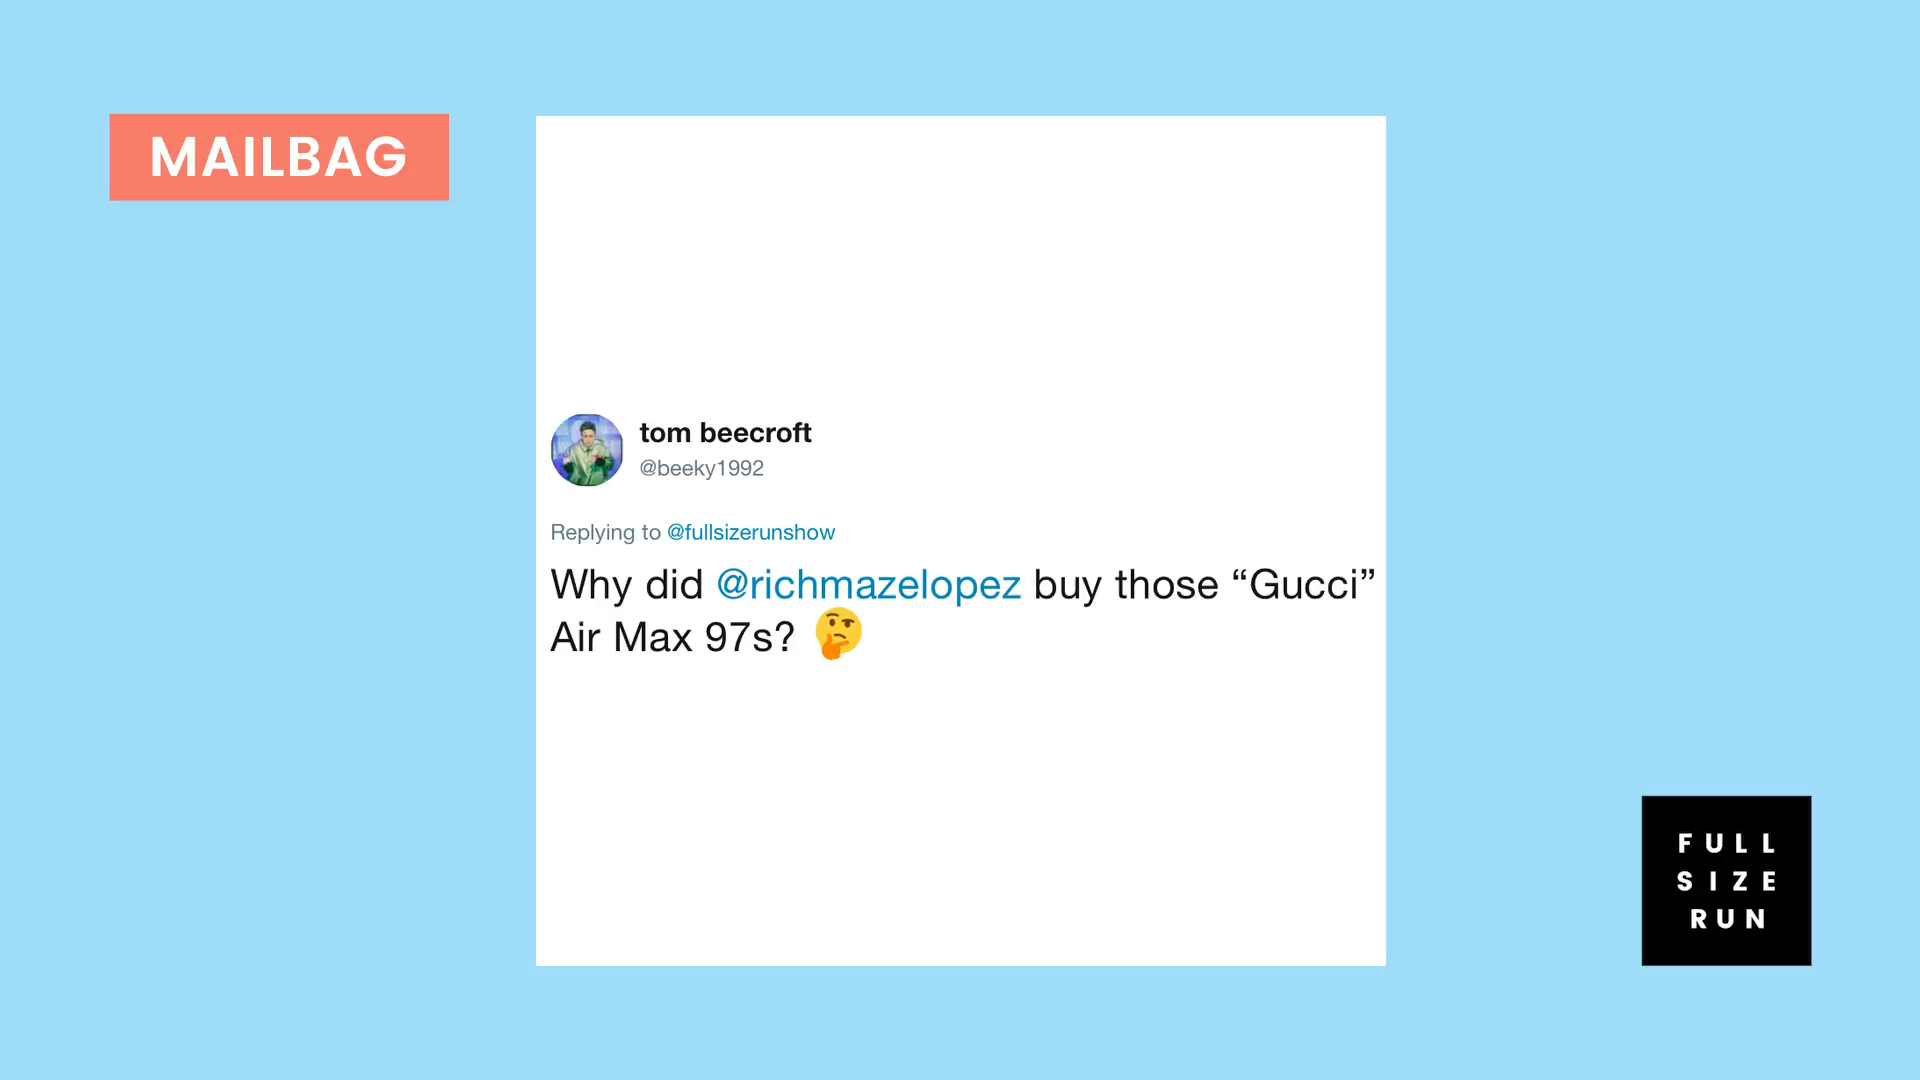 MAILBAG
tom beecroft
@beeky1992
Replying to @fullsizerunshow
Why did @richmazelopez buy those “Gucci”
Air Max 97s? 🤔
FULL
SIZE
RUN